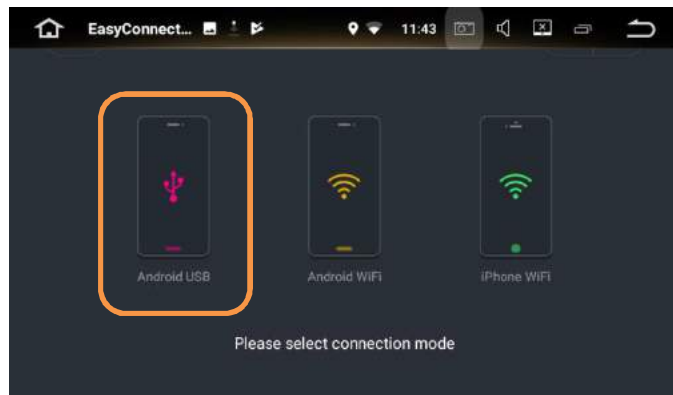 EasyConnect... 11:43
Android USB Android WiFi iPhone WiFi
Please select connection mode